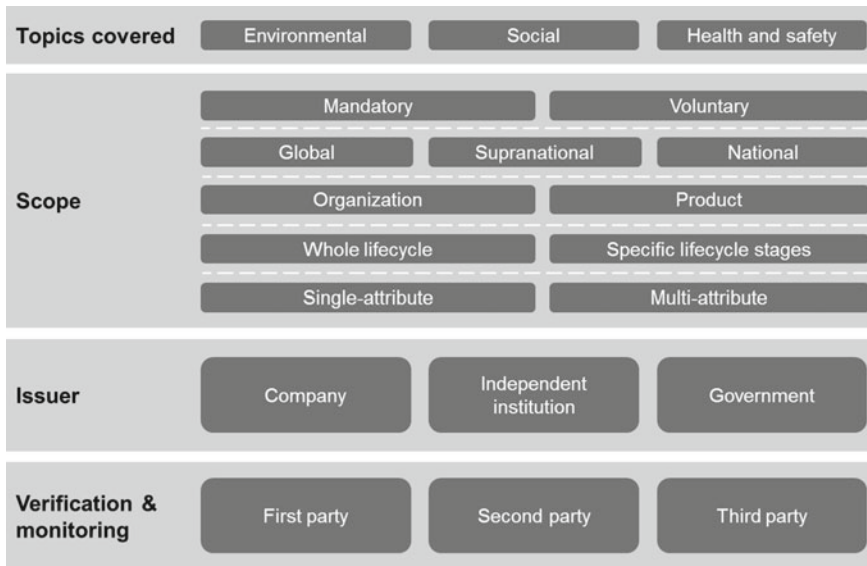 Topics covered
Environmental
Social
Health and safety
Scope
Mandatory
Voluntary
Global
Supranational
National
Organization
Product
Whole lifecycle
Specific lifecycle stages
Single-attribute
Multi-attribute
Issuer
Company
Independent
institution
Government
Verification &
monitoring
First party
Second party
Third party